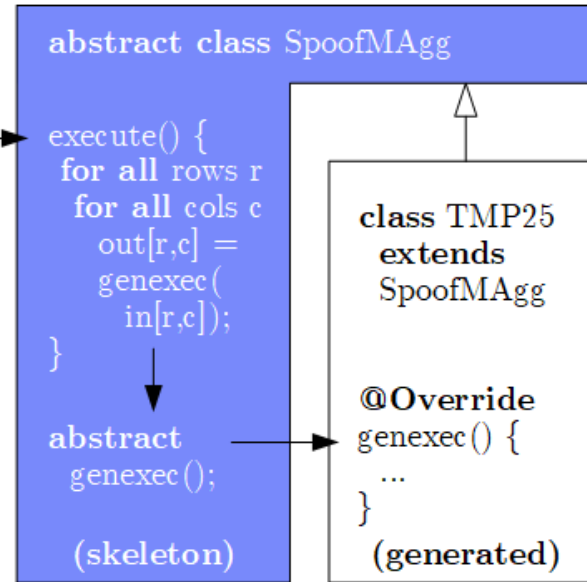 abstract class SpoofMAgg
execute() {
for all rows r
for all cols c
out[r,c] =
genexec(
in[r,c]);
}
abstract
genexec();
(skeleton)
class TMP25
extends
SpoofMAgg
@Override
genexec() {
...
}
(generated)